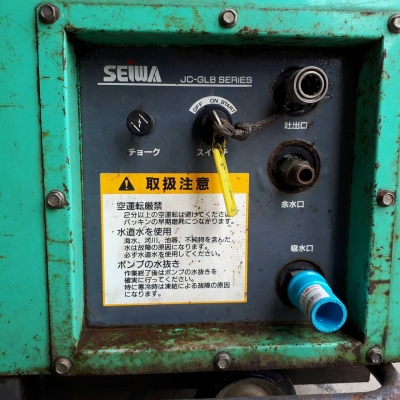 SEIWA
JC-GLB SERIES
OFF ON START
吐出口
チョーク
スイッチ
余水口
取扱注意
空運転厳禁
2分以上の空運転は避けてください。
パッキンの早期磨耗につながります。
水道水を使用
海水、河川、池等、不純物を含んだ
水は故障の原因になります。
必ず水道水を使用してください。
吸水口
ポンプの水抜き
作業終了後はポンプの水抜きを
確実に行ってください。
特に寒冷時は凍結による故障の原因
になります。